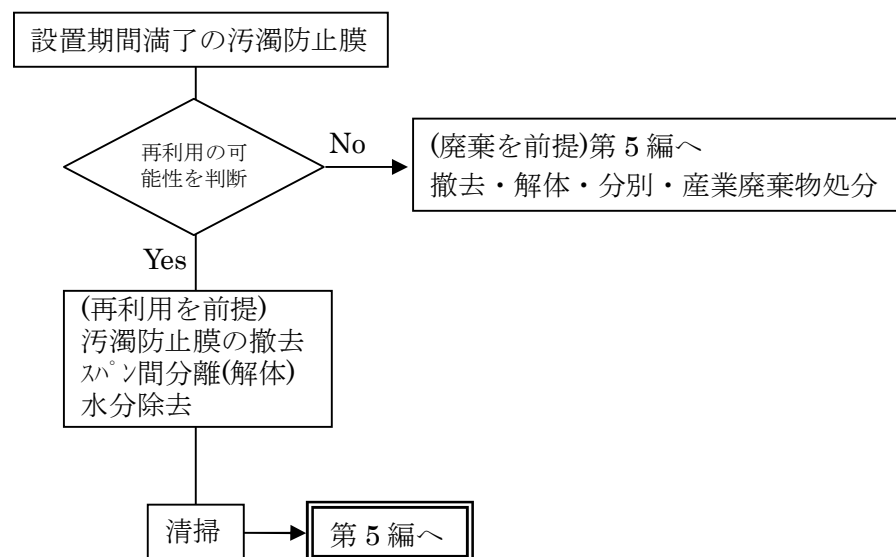 設置期間満了の汚濁防止膜
再利用の可
能性を判断
No
(廃棄を前提)第 5 編へ
撤去・解体・分別・産業廃棄物処分
Yes
(再利用を前提)
汚濁防止膜の撤去
ｽﾊﾟﾝ間分離(解体)
水分除去
清掃
第 5 編へ